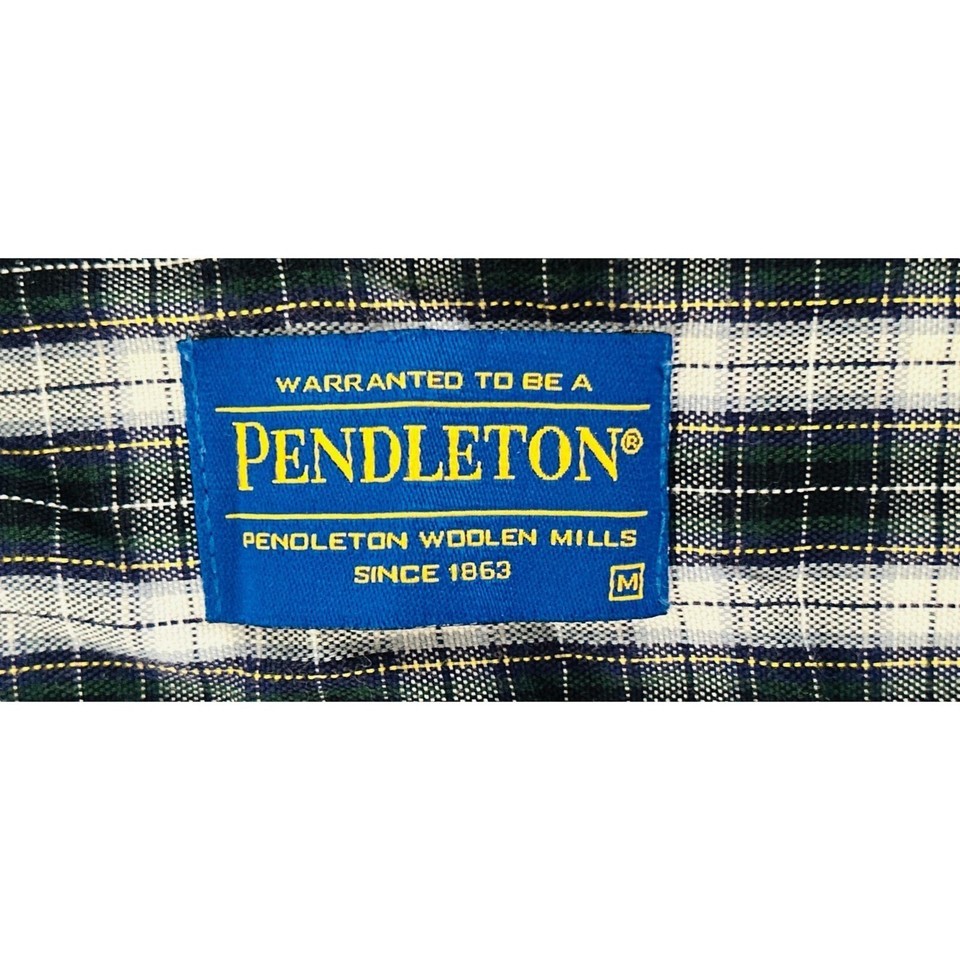 WARRANTED TO BE A
PENDLETON®
PENDLETON WOOLEN MILLS
SINCE 1863
M